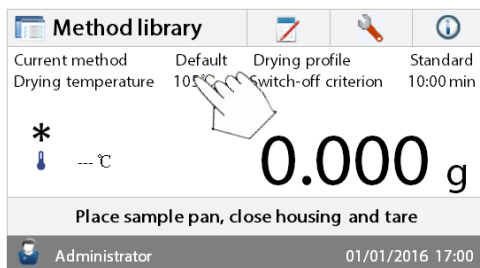 Method library
Current method Default Drying profile Standard
Drying temperature 105℃ Switch-off criterion 10:00 min
* --- ℃
0.000 g
Place sample pan, close housing and tare
Administrator 01/01/2016 17:00